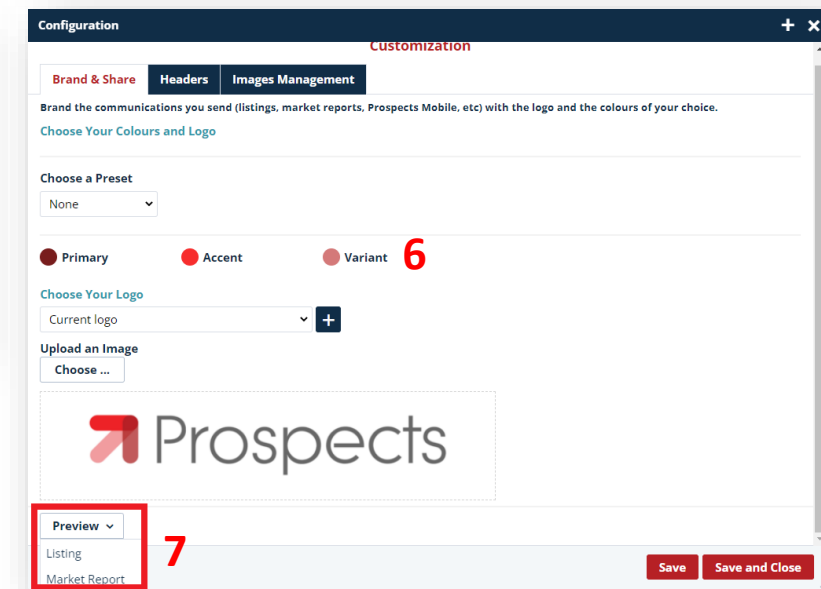 Configuration
Customization
Brand & Share Headers Images Management
Brand the communications you send (listings, market reports, Prospects Mobile, etc) with the logo and the colours of your choice.
Choose Your Colours and Logo
Choose a Preset
None
Primary Accent Variant 6
Choose Your Logo
Current logo
Upload an Image
Choose ...
Prospects
Preview 7
Listing
Market Report
Save Save and Close